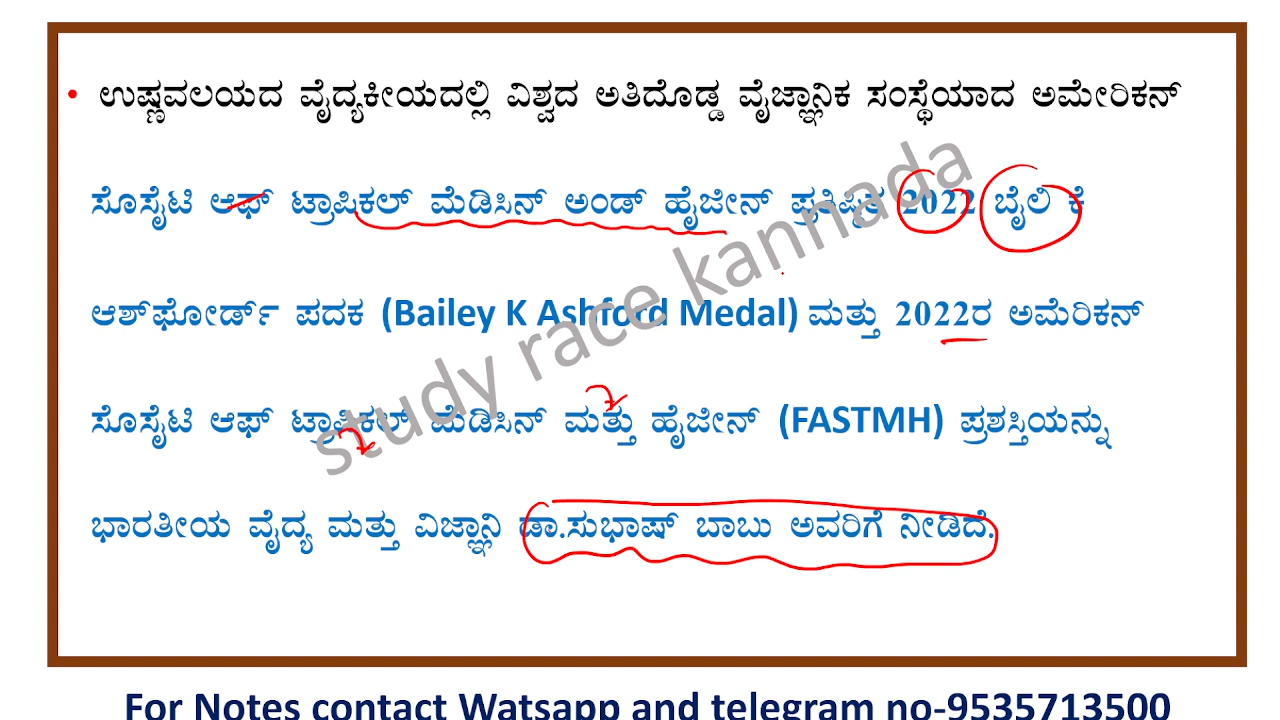 • ಉಷ್ಣವಲಯದ ವೈದ್ಯಕೀಯದಲ್ಲಿ ವಿಶ್ವದ ಅತಿದೊಡ್ಡ ವೈಜ್ಞಾನಿಕ ಸಂಸ್ಥೆಯಾದ ಅಮೇರಿಕನ್
ಸೊಸೈಟಿ ಆಫ್ ಟ್ರಾಪಿಕಲ್ ಮೆಡಿಸಿನ್ ಅಂಡ್ ಹೈಜೀನ್ ಪ್ರತಿಷ್ಠಿತ 2022 ಬೈಲಿ ಕೆ
ಆಶ್‌ಫೋರ್ಡ್ ಪದಕ (Bailey K Ashford Medal) ಮತ್ತು 2022ರ ಅಮೆರಿಕನ್
ಸೊಸೈಟಿ ಆಫ್ ಟ್ರಾಪಿಕಲ್ ಮೆಡಿಸಿನ್ ಮತ್ತು ಹೈಜೀನ್ (FASTMH) ಪ್ರಶಸ್ತಿಯನ್ನು
ಭಾರತೀಯ ವೈದ್ಯ ಮತ್ತು ವಿಜ್ಞಾನಿ ಡಾ.ಸುಭಾಷ್ ಬಾಬು ಅವರಿಗೆ ನೀಡಿದೆ.
study race kannada
For Notes contact Watsapp and telegram no-9535713500